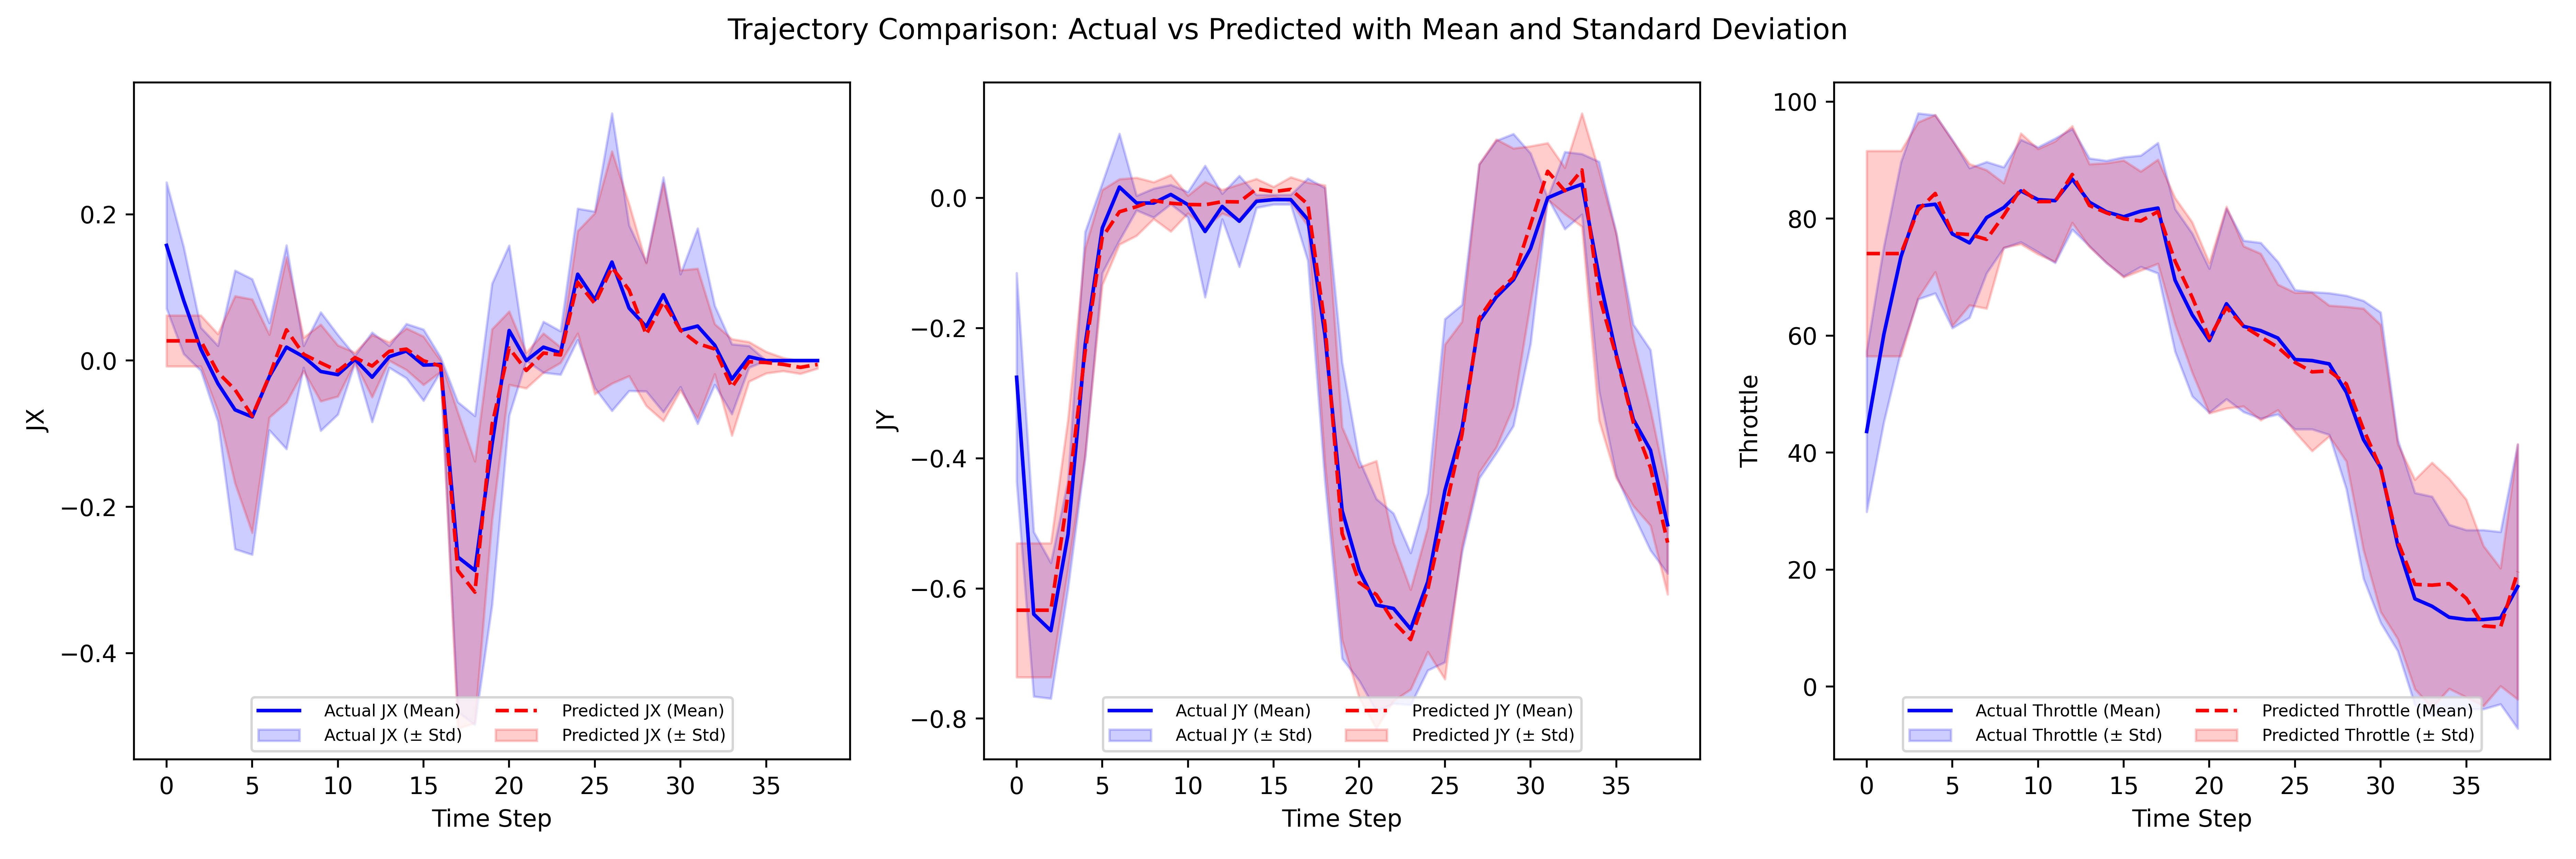 Trajectory Comparison: Actual vs Predicted with Mean and Standard Deviation
JX
0.2
0.0
−0.2
−0.4
Actual JX (Mean) Predicted JX (Mean)
Actual JX (± Std) Predicted JX (± Std)
0 5 10 15 20 25 30 35
Time Step
JY
0.0
−0.2
−0.4
−0.6
−0.8
Actual JY (Mean) Predicted JY (Mean)
Actual JY (± Std) Predicted JY (± Std)
0 5 10 15 20 25 30 35
Time Step
Throttle
100
80
60
40
20
0
Actual Throttle (Mean) Predicted Throttle (Mean)
Actual Throttle (± Std) Predicted Throttle (± Std)
0 5 10 15 20 25 30 35
Time Step